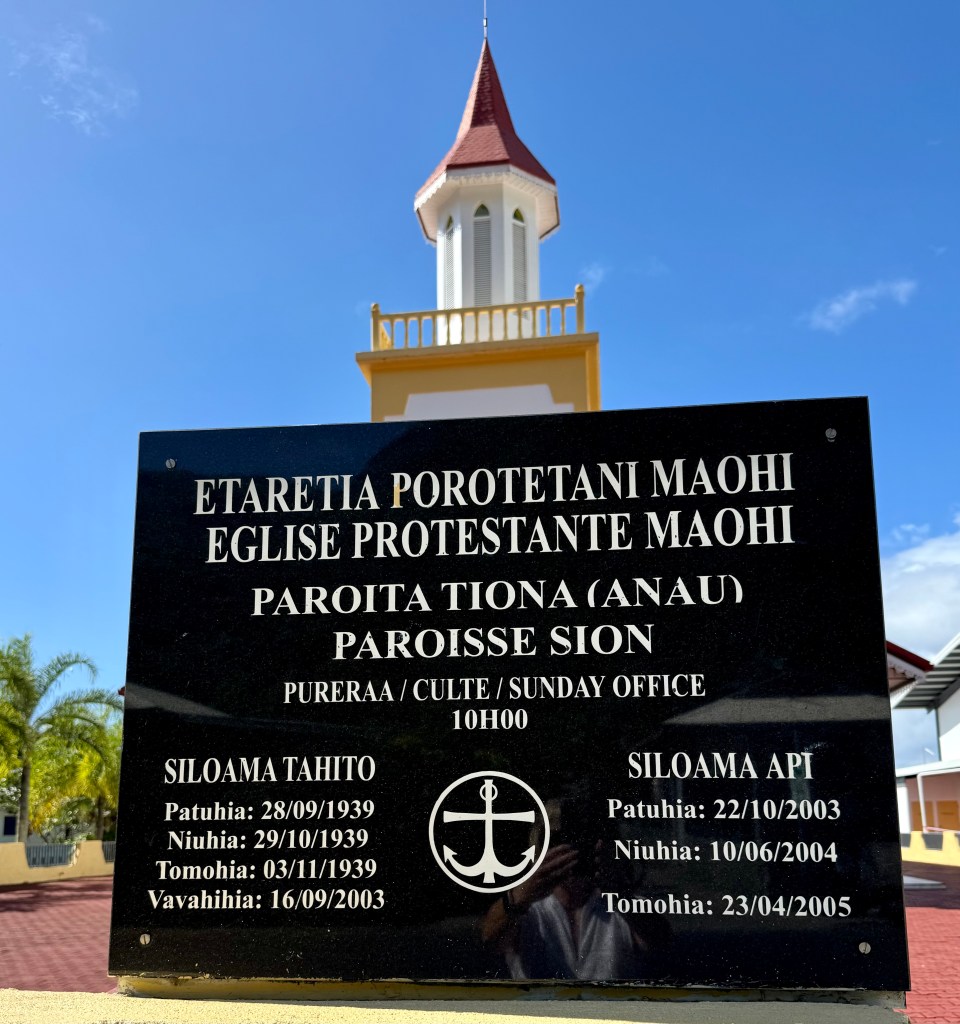 ETARETIA POROTETANI MAOHI
EGLISE PROTESTANTE MAOHI
PAROITA TIONA (ANAU)
PAROISSE SION
PURERAA / CULTE / SUNDAY OFFICE
10H00
SILOAMA TAHITO
Patuhia: 28/09/1939
Niuhia: 29/10/1939
Tomohia: 03/11/1939
Vavahihia: 16/09/2003
SILOAMA API
Patuhia: 22/10/2003
Niuhia: 10/06/2004
Tomohia: 23/04/2005